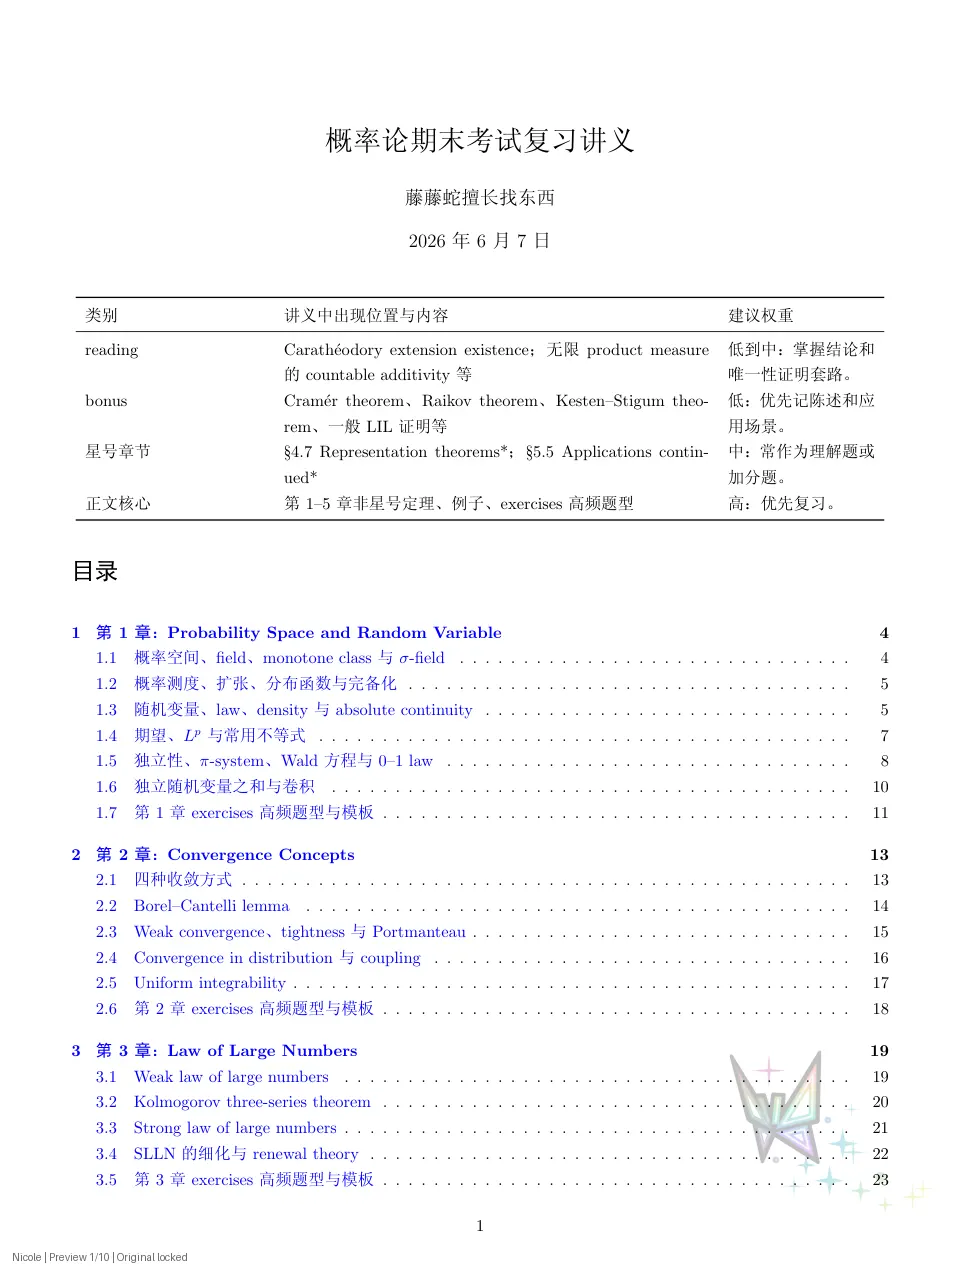 概率论期末考试复习讲义
藤藤蛇擅长找东西
2026 年 6 月 7 日
类别 讲义中出现位置与内容 建议权重
reading Carathéodory extension existence；无限 product measure 低到中：掌握结论和
的 countable additivity 等 唯一性证明套路。
bonus Cramér theorem、Raikov theorem、Kesten–Stigum theo- 低：优先记陈述和应
rem、一般 LIL 证明等 用场景。
星号章节 §4.7 Representation theorems*；§5.5 Applications contin- 中：常作为理解题或
ued* 加分题。
正文核心 第 1–5 章非星号定理、例子、exercises 高频题型 高：优先复习。
目录
1 第 1 章：Probability Space and Random Variable 4
1.1 概率空间、field、monotone class 与 σ-field . . . . . . . . . . . . . . . . . . . . . . . . . . . . . . . 4
1.2 概率测度、扩张、分布函数与完备化 . . . . . . . . . . . . . . . . . . . . . . . . . . . . . . . . . . . 5
1.3 随机变量、law、density 与 absolute continuity . . . . . . . . . . . . . . . . . . . . . . . . . . . . . 5
1.4 期望、Lᵖ 与常用不等式 . . . . . . . . . . . . . . . . . . . . . . . . . . . . . . . . . . . . . . . . . . 7
1.5 独立性、π-system、Wald 方程与 0–1 law . . . . . . . . . . . . . . . . . . . . . . . . . . . . . . . . 8
1.6 独立随机变量之和与卷积 . . . . . . . . . . . . . . . . . . . . . . . . . . . . . . . . . . . . . . . . . 10
1.7 第 1 章 exercises 高频题型与模板 . . . . . . . . . . . . . . . . . . . . . . . . . . . . . . . . . . . . . 11
2 第 2 章：Convergence Concepts 13
2.1 四种收敛方式 . . . . . . . . . . . . . . . . . . . . . . . . . . . . . . . . . . . . . . . . . . . . . . . . 13
2.2 Borel–Cantelli lemma . . . . . . . . . . . . . . . . . . . . . . . . . . . . . . . . . . . . . . . . . . . 14
2.3 Weak convergence、tightness 与 Portmanteau . . . . . . . . . . . . . . . . . . . . . . . . . . . . . . 15
2.4 Convergence in distribution 与 coupling . . . . . . . . . . . . . . . . . . . . . . . . . . . . . . . . . 16
2.5 Uniform integrability . . . . . . . . . . . . . . . . . . . . . . . . . . . . . . . . . . . . . . . . . . . . 17
2.6 第 2 章 exercises 高频题型与模板 . . . . . . . . . . . . . . . . . . . . . . . . . . . . . . . . . . . . . 18
3 第 3 章：Law of Large Numbers 19
3.1 Weak law of large numbers . . . . . . . . . . . . . . . . . . . . . . . . . . . . . . . . . . . . . . . . 19
3.2 Kolmogorov three-series theorem . . . . . . . . . . . . . . . . . . . . . . . . . . . . . . . . . . . . . 20
3.3 Strong law of large numbers . . . . . . . . . . . . . . . . . . . . . . . . . . . . . . . . . . . . . . . . 21
3.4 SLLN 的细化与 renewal theory . . . . . . . . . . . . . . . . . . . . . . . . . . . . . . . . . . . . . . 22
3.5 第 3 章 exercises 高频题型与模板 . . . . . . . . . . . . . . . . . . . . . . . . . . . . . . . . . . . . 23
1
Nicole | Preview 1/10 | Original locked